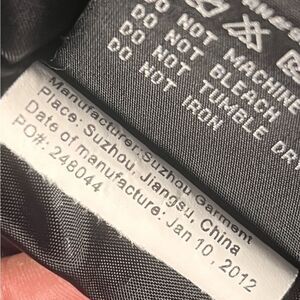 DO NOT MACHINE
DO NOT BLEACH
DO NOT TUMBLE DRY
DO NOT IRON
Manufacturer:Suzhou Garment
Place: Suzhou, Jiangsu, China
Date of manufacture: Jan 10, 2012
PO#: 248044